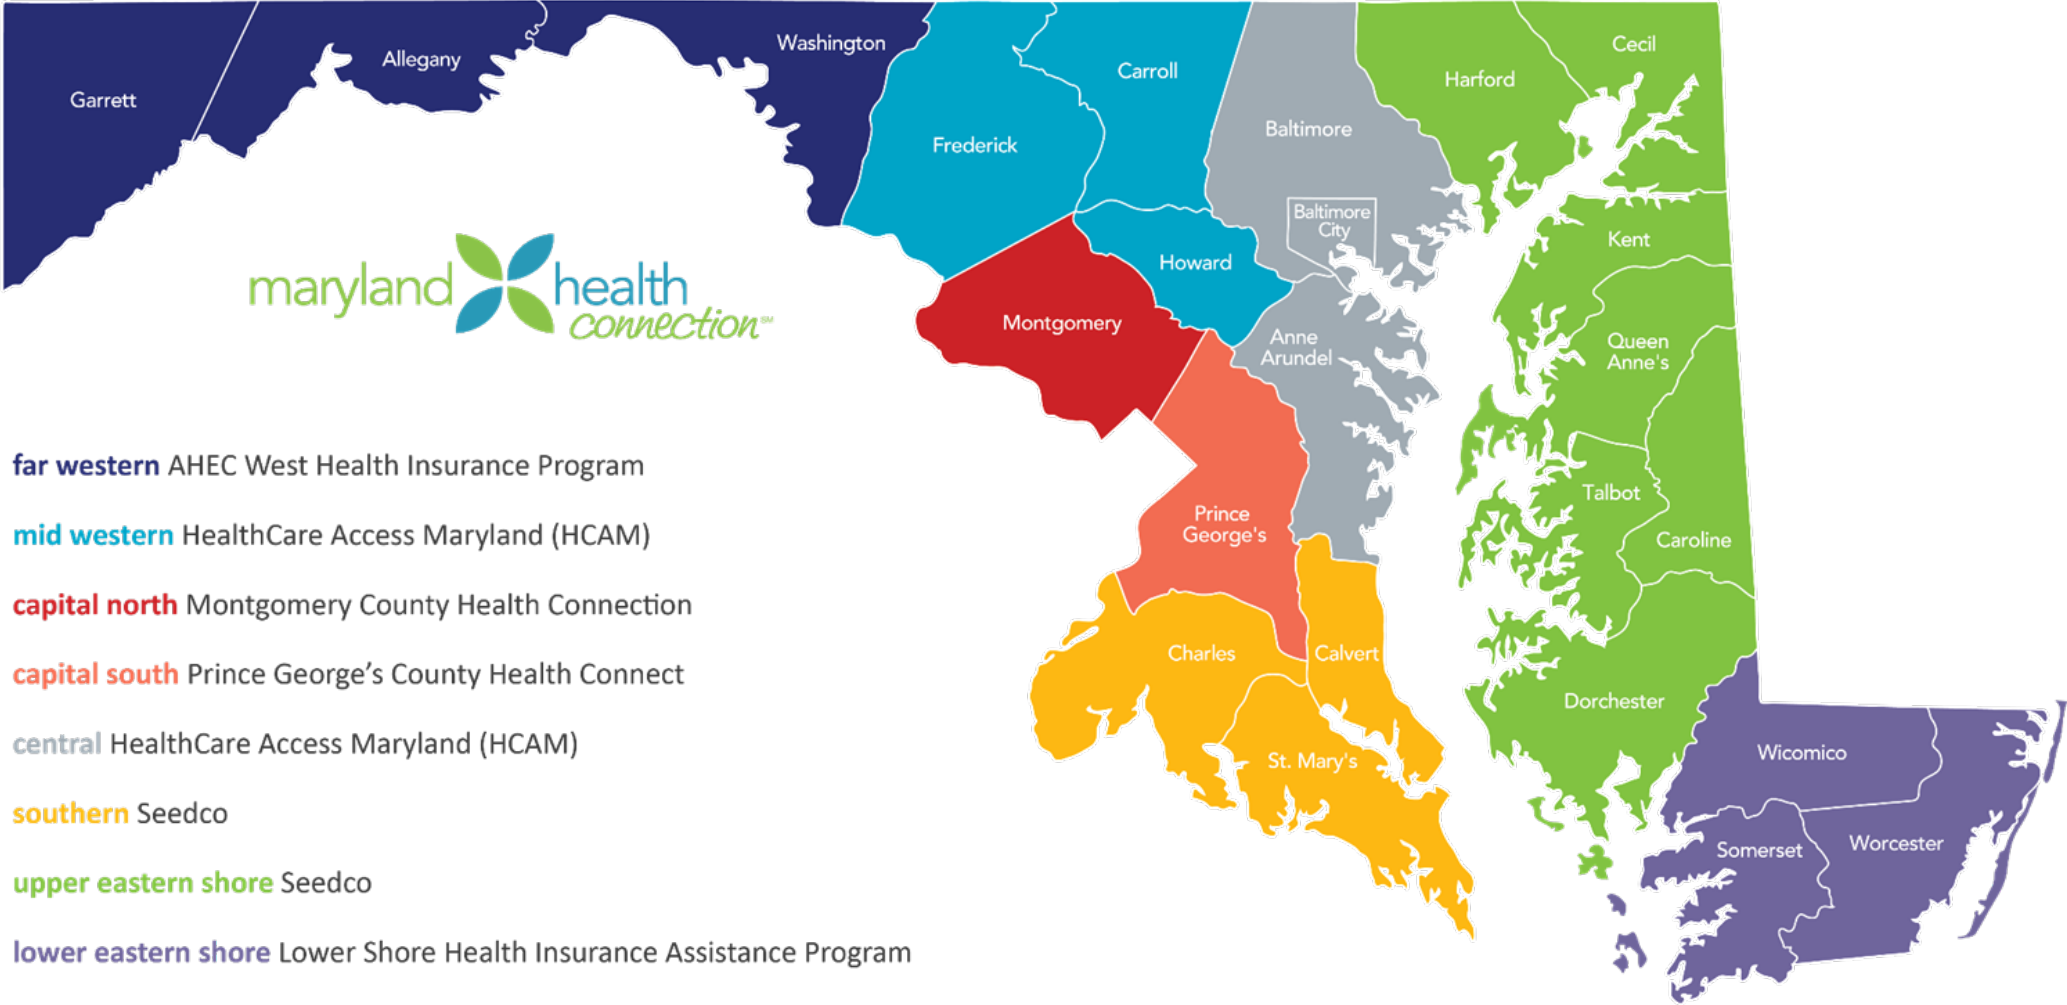 Garrett
Allegany
Washington
Frederick
Carroll
Baltimore
Harford
Cecil
Baltimore
City
Howard
Montgomery
Anne
Arundel
Kent
Queen
Anne's
Talbot
Caroline
Prince
George's
Charles
Calvert
St. Mary's
Dorchester
Wicomico
Somerset
Worcester
maryland health
connection℠
far western AHEC West Health Insurance Program
mid western HealthCare Access Maryland (HCAM)
capital north Montgomery County Health Connection
capital south Prince George’s County Health Connect
central HealthCare Access Maryland (HCAM)
southern Seedco
upper eastern shore Seedco
lower eastern shore Lower Shore Health Insurance Assistance Program